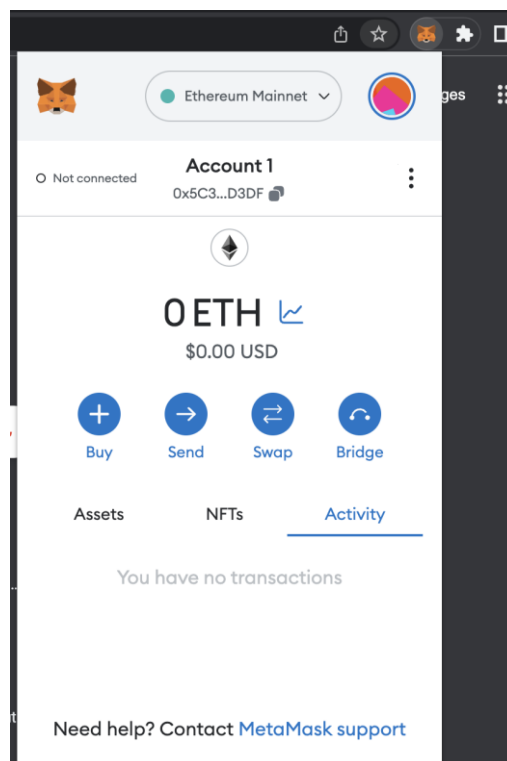 ges
Ethereum Mainnet
Not connected
Account 1
0x5C3...D3DF
0 ETH
$0.00 USD
Buy
Send
Swap
Bridge
Assets
NFTs
Activity
You have no transactions
Need help? Contact MetaMask support